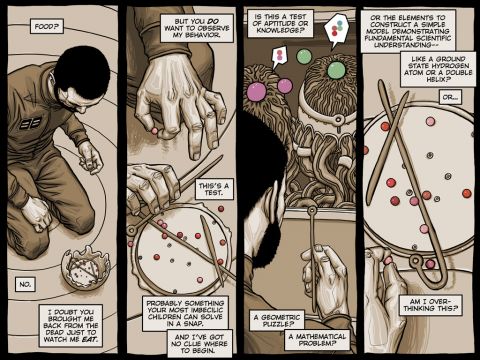 FOOD?
NO.
I DOUBT YOU
BROUGHT ME
BACK FROM THE
DEAD JUST TO
WATCH ME EAT.
BUT YOU DO
WANT TO OBSERVE
MY BEHAVIOR.
THIS'S A
TEST.
PROBABLY SOMETHING
YOUR MOST IMBECILIC
CHILDREN CAN SOLVE
IN A SNAP.
AND I'VE GOT
NO CLUE WHERE
TO BEGIN.
IS THIS A TEST
OF APTITUDE OR
KNOWLEDGE?
A GEOMETRIC
PUZZLE?
A MATHEMATICAL
PROBLEM?
OR THE ELEMENTS TO
CONSTRUCT A SIMPLE
MODEL DEMONSTRATING
FUNDAMENTAL SCIENTIFIC
UNDERSTANDING--
LIKE A GROUND
STATE HYDROGEN
ATOM OR A DOUBLE
HELIX?
OR...
AM I OVER-
THINKING THIS?